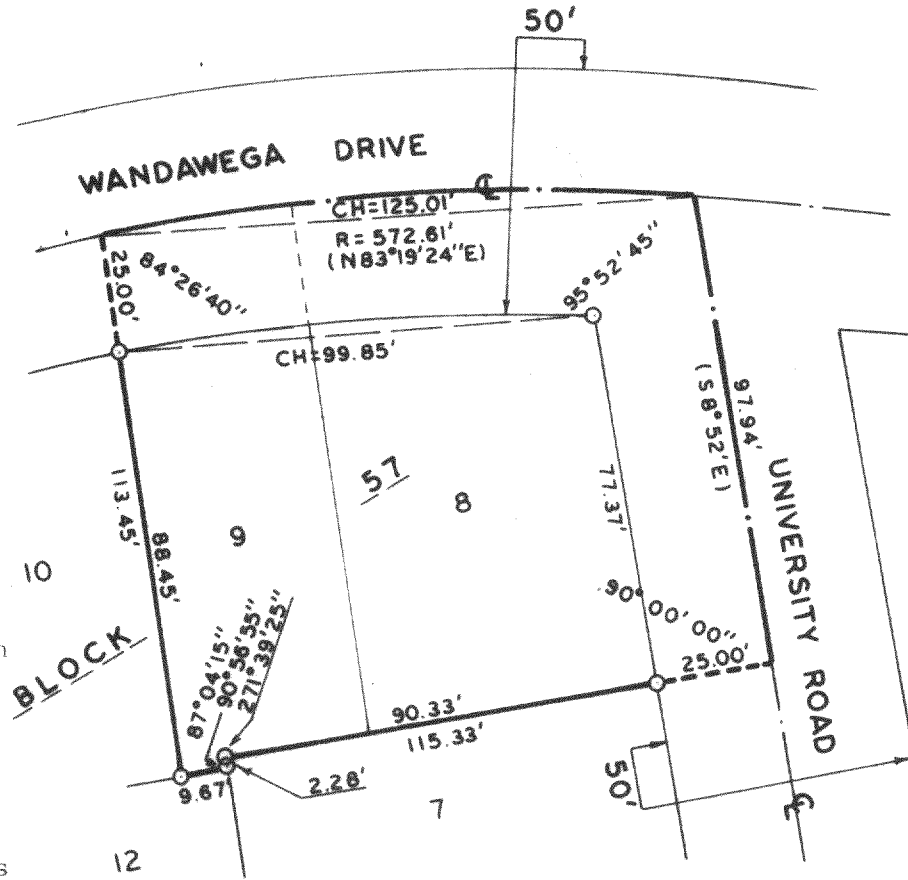 50'
WANDAWEGA DRIVE
℄
CH=125.01'
R=572.61'
(N83°19'24"E)
25.00'
84°26'40"
95°52'45"
CH=99.85'
97.94'
(S8°52'E)
UNIVERSITY ROAD
57
8
77.37'
113.45'
88.45'
9
10
n
BLOCK
90°00'00"
25.00'
87°04'15"
90°56'55"
271°39'25"
90.33'
115.33'
2.28'
9.67'
50'
℄
7
12
s